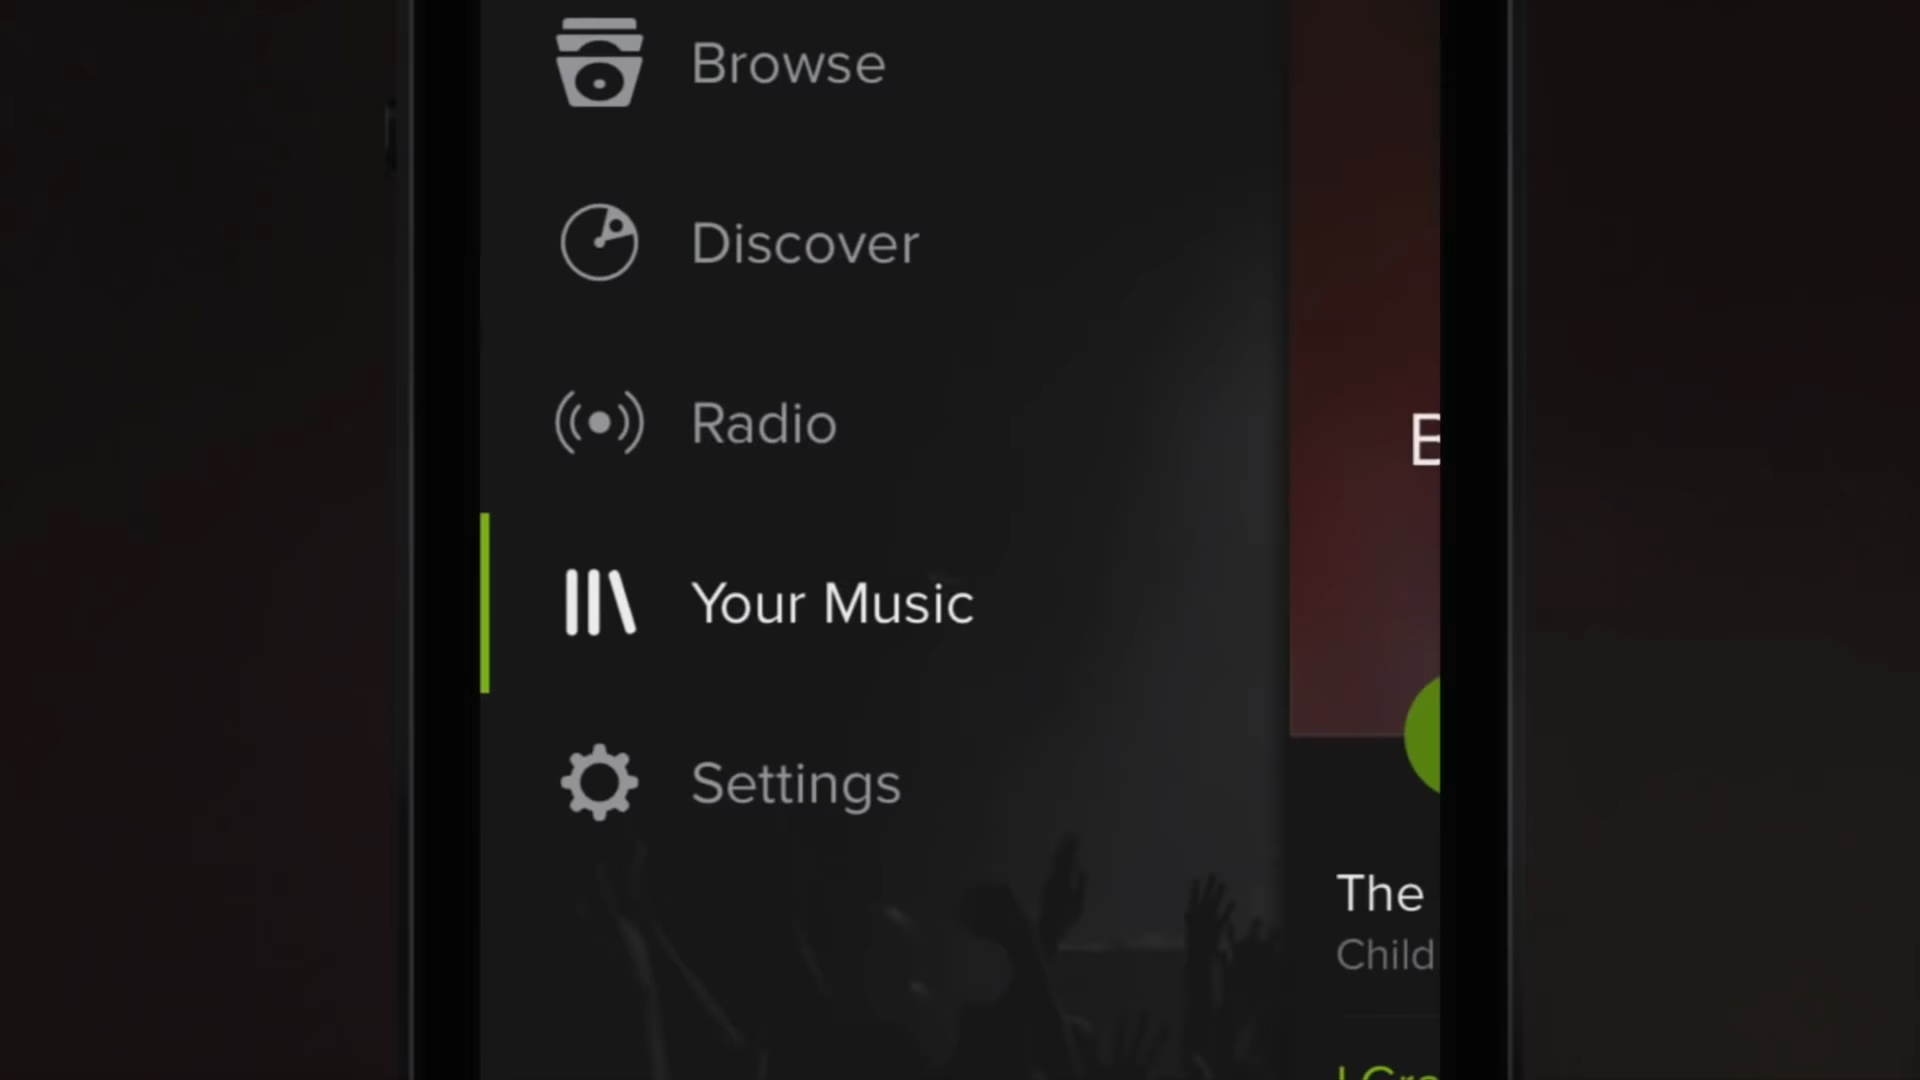 Browse
Discover
Radio
Your Music
Settings
The
Child